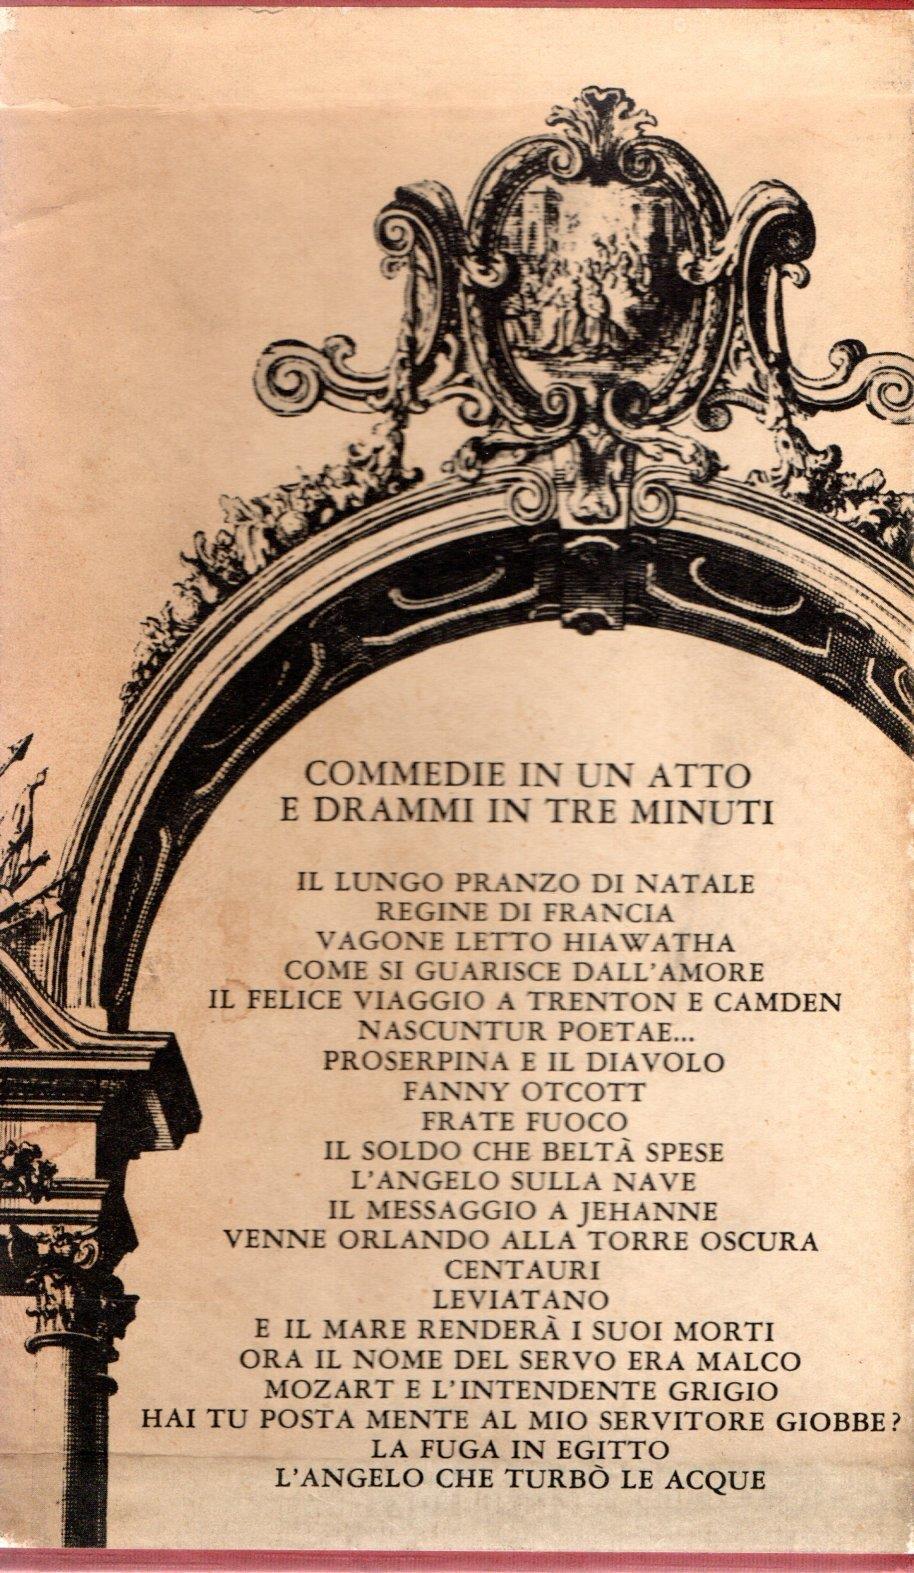 COMMEDIE IN UN ATTO
E DRAMMI IN TRE MINUTI
IL LUNGO PRANZO DI NATALE
REGINE DI FRANCIA
VAGONE LETTO HIAWATHA
COME SI GUARISCE DALL'AMORE
IL FELICE VIAGGIO A TRENTON E CAMDEN
NASCUNTUR POETAE...
PROSERPINA E IL DIAVOLO
FANNY OTCOTT
FRATE FUOCO
IL SOLDO CHE BELTÀ SPESE
L'ANGELO SULLA NAVE
IL MESSAGGIO A JEHANNE
VENNE ORLANDO ALLA TORRE OSCURA
CENTAURI
LEVIATANO
E IL MARE RENDERÀ I SUOI MORTI
ORA IL NOME DEL SERVO ERA MALCO
MOZART E L'INTENDENTE GRIGIO
HAI TU POSTA MENTE AL MIO SERVITORE GIOBBE?
LA FUGA IN EGITTO
L'ANGELO CHE TURBÒ LE ACQUE